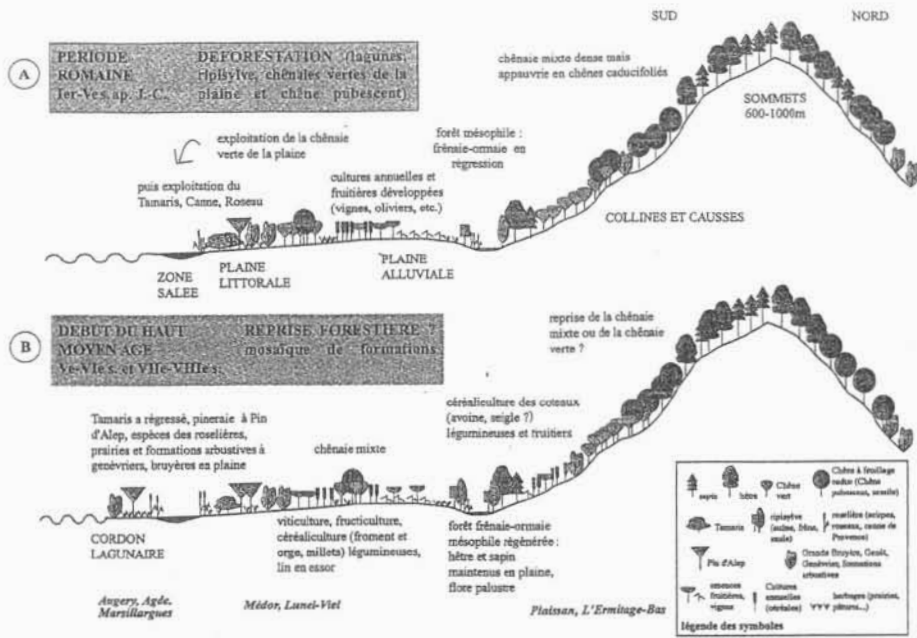 SUD
NORD
A
PERIODE
ROMAINE
Ier-Ves. ap. J.-C.
DEFORESTATION (lagunes,
ripisylve, chênaies vertes de la
plaine et chêne pubescent)
chênaie mixte dense mais
appauvrie en chênes caducifoliés
SOMMETS
600-1000m
exploitation de la chênaie
verte de la plaine
forêt mésophile :
frênaie-ormaie en
régression
puis exploitation du
Tamaris, Canne, Roseau
cultures annuelles et
fruitières développées
(vignes, oliviers, etc.)
COLLINES ET CAUSSES
ZONE
SALEE
PLAINE
LITTORALE
PLAINE
ALLUVIALE
B
DEBUT DU HAUT
MOYEN AGE
Ve-VIe s. et VIIe-VIIIe s.
REPRISE FORESTIERE ?
mosaïque de formations
reprise de la chênaie
mixte ou de la chênaie
verte ?
Tamaris a régressé, pineraie à Pin
d'Alep, espèces des roselières,
prairies et formations arbustives à
genèvriers, bruyères en plaine
chênaie mixte
céréaliculture des coteaux
(avoine, seigle ?)
légumineuses et fruitiers
CORDON
LAGUNAIRE
viticulture, fructiculture,
céréaliculture (froment et
orge, millets) légumineuses,
lin en essor
forêt frênaie-ormaie
mésophile régénérée :
hêtre et sapin
maintenus en plaine,
flore palustre
Augery, Agde,
Marsillargues
Médor, Lunel-Viel
Plaissan, L'Ermitage-Bas
sapin
hêtre
Chêne
vert
Chêne à feuillage
caduc (Chêne
pubescent, sessile)
Tamaris
ripisylve
(aulne, frêne,
saule)
roselière (scirpes,
roseaux, canne de
Provence)
Pin d'Alep
Grande Bruyère, Genêt,
Genévrier, formations
arbustives
essences
fruitières,
vignes
Cultures
annuelles
(céréales)
herbages (prairies,
pâtures...)
légende des symboles